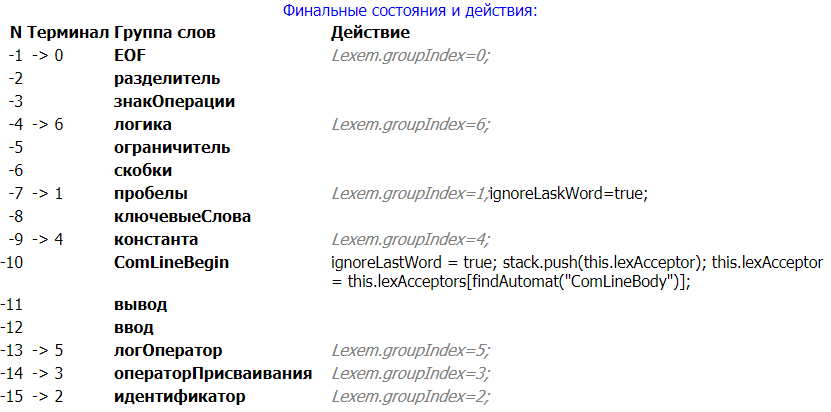 Финальные состояния и действия:
N Терминал Группа слов Действие
-1 -> 0 EOF Lexem.groupIndex=0;
-2 разделитель
-3 знакОперации
-4 -> 6 логика Lexem.groupIndex=6;
-5 ограничитель
-6 скобки
-7 -> 1 пробелы Lexem.groupIndex=1;ignoreLaskWord=true;
-8 ключевыеСлова
-9 -> 4 константа Lexem.groupIndex=4;
-10 ComLineBegin ignoreLastWord = true; stack.push(this.lexAcceptor); this.lexAcceptor
= this.lexAcceptors[findAutomat("ComLineBody")];
-11 вывод
-12 ввод
-13 -> 5 логОператор Lexem.groupIndex=5;
-14 -> 3 операторПрисваивания Lexem.groupIndex=3;
-15 -> 2 идентификатор Lexem.groupIndex=2;